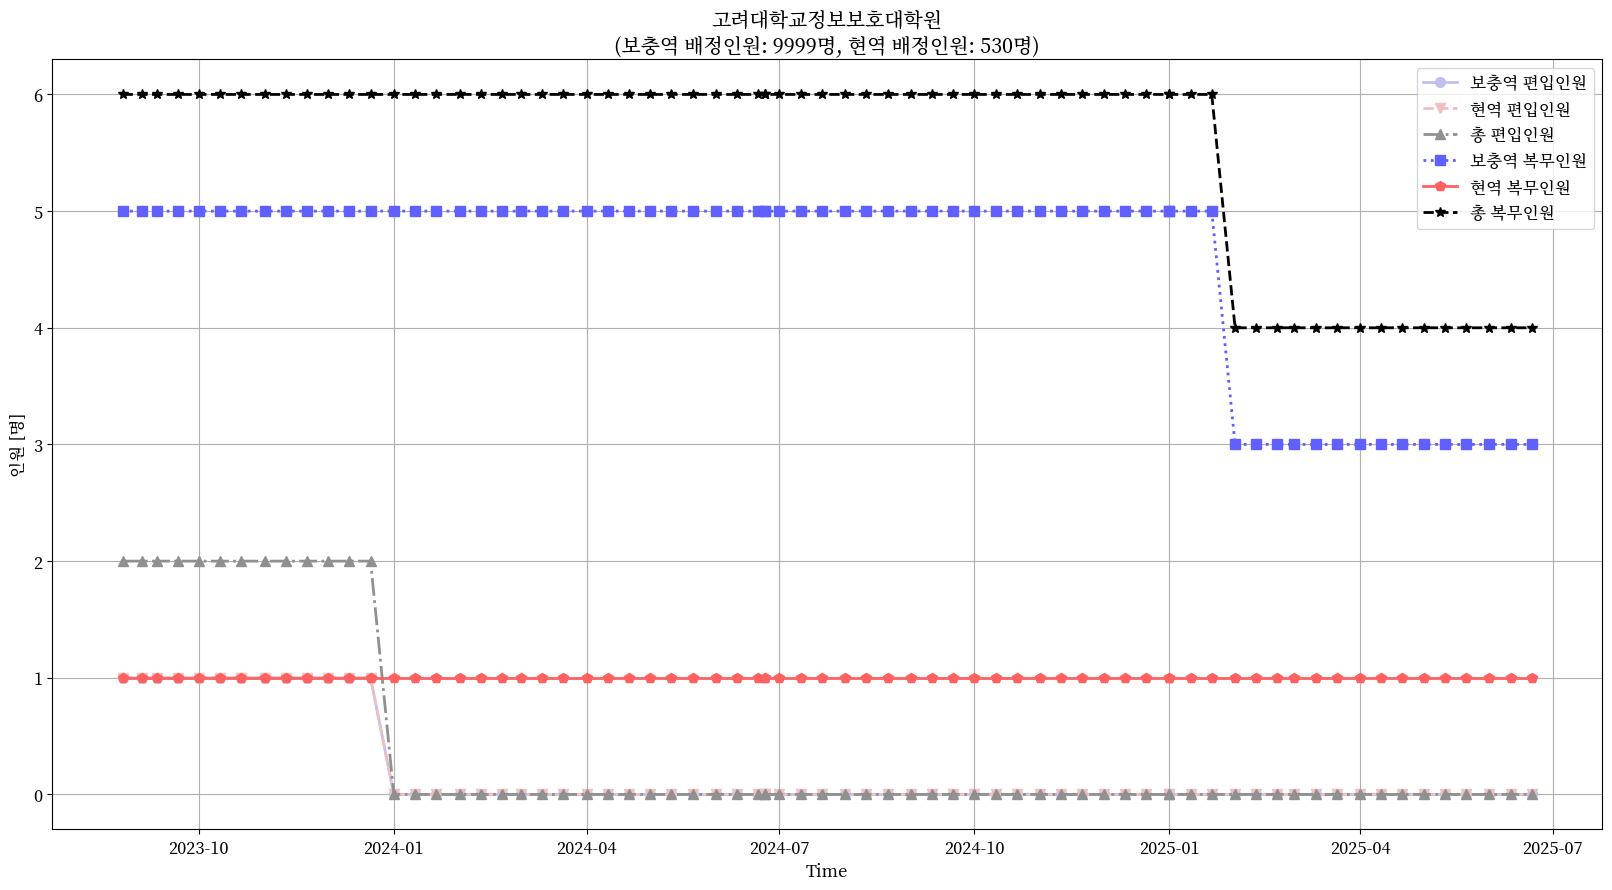 고려대학교정보보호대학원
(보충역 배정인원: 9999명, 현역 배정인원: 530명)
6
5
4
3
2
1
0
인원 [명]
보충역 편입인원
현역 편입인원
총 편입인원
보충역 복무인원
현역 복무인원
총 복무인원
2023-10
2024-01
2024-04
2024-07
2024-10
2025-01
2025-04
2025-07
Time